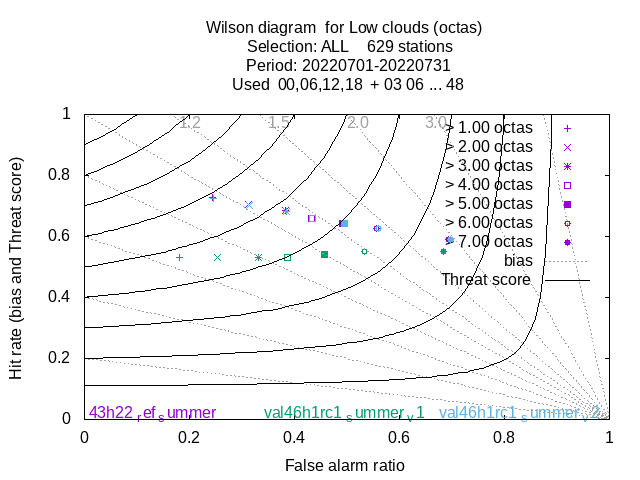 Wilson diagram for Low clouds (octas)
Selection: ALL 629 stations
Period: 20220701-20220731
Used 00,06,12,18 + 03 06 ... 48
Hit rate (bias and Threat score)
1
0.8
0.6
0.4
0.2
0
1.2
1.5
2.0
3.0
> 1.00 octas
> 2.00 octas
> 3.00 octas
> 4.00 octas
> 5.00 octas
> 6.00 octas
> 7.00 octas
bias
Threat score
43h22_ref_summer val46h1rc1_summer_v1 val46h1rc1_summer_v2
0 0.2 0.4 0.6 0.8 1
False alarm ratio